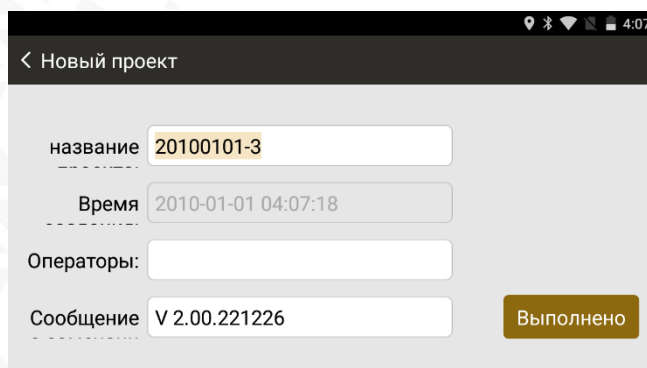 4:07
Новый проект
название 20100101-3
Время 2010-01-01 04:07:18
Операторы:
Сообщение V 2.00.221226
Выполнено